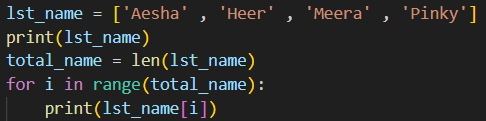 lst_name = ['Aesha' , 'Heer' , 'Meera' , 'Pinky']
print(lst_name)
total_name = len(lst_name)
for i in range(total_name):
    print(lst_name[i])